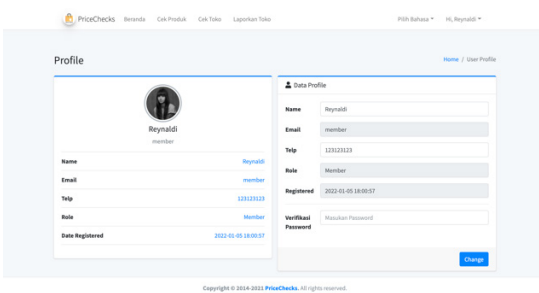 PriceChecks Beranda Cek Produk Cek Toko Laporkan Toko Pilih Bahasa Hi, Reynaldi
Profile
Home / User Profile
Reynaldi
member
Name Reynaldi
Email member
Telp 123123123
Role Member
Date Registered 2022-01-05 18:00:57
Data Profile
Name Reynaldi
Email member
Telp 123123123
Role Member
Registered 2022-01-05 18:00:57
Verifikasi Password Masukan Password
Change
Copyright © 2014-2021 PriceChecks. All rights reserved.